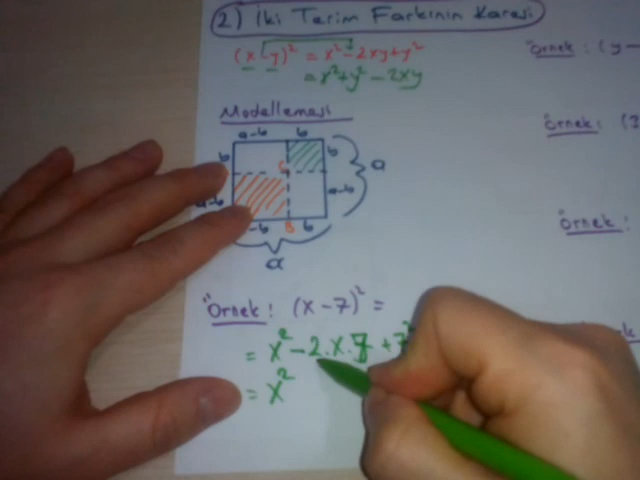 2) İki Terim Farkının Karesi
(x-y)² = x² - 2xy + y²
= x² + y² - 2xy
Örnek: (y-
Modellemesi
Örnek: (3
a-b b
b b
a
a-b a-b
Örnek:
-b B b
a
Örnek: (x-7)² =
= x² - 2.x.7 + 7²
= x²